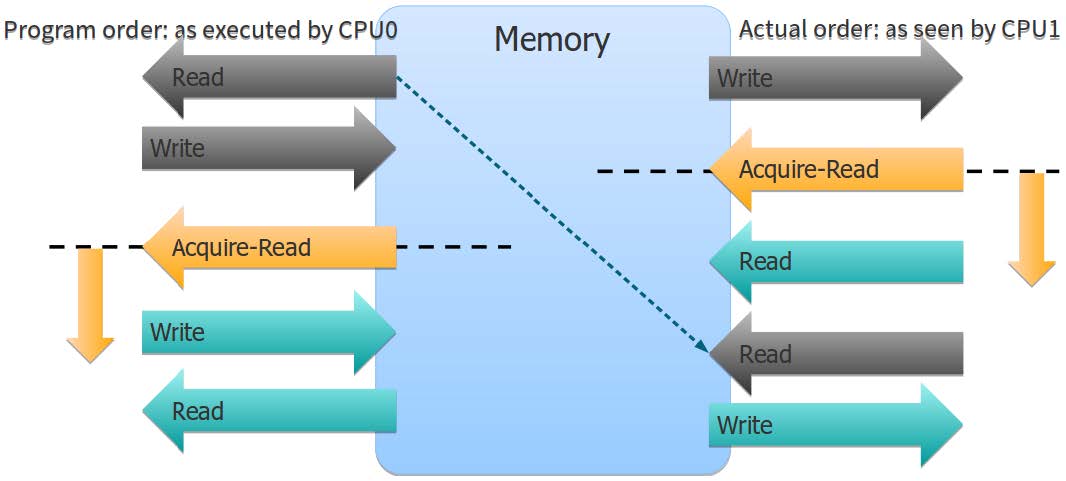 Program order: as executed by CPU0
Memory
Actual order: as seen by CPU1
Read
Write
Acquire-Read
Write
Read
Write
Acquire-Read
Read
Read
Write